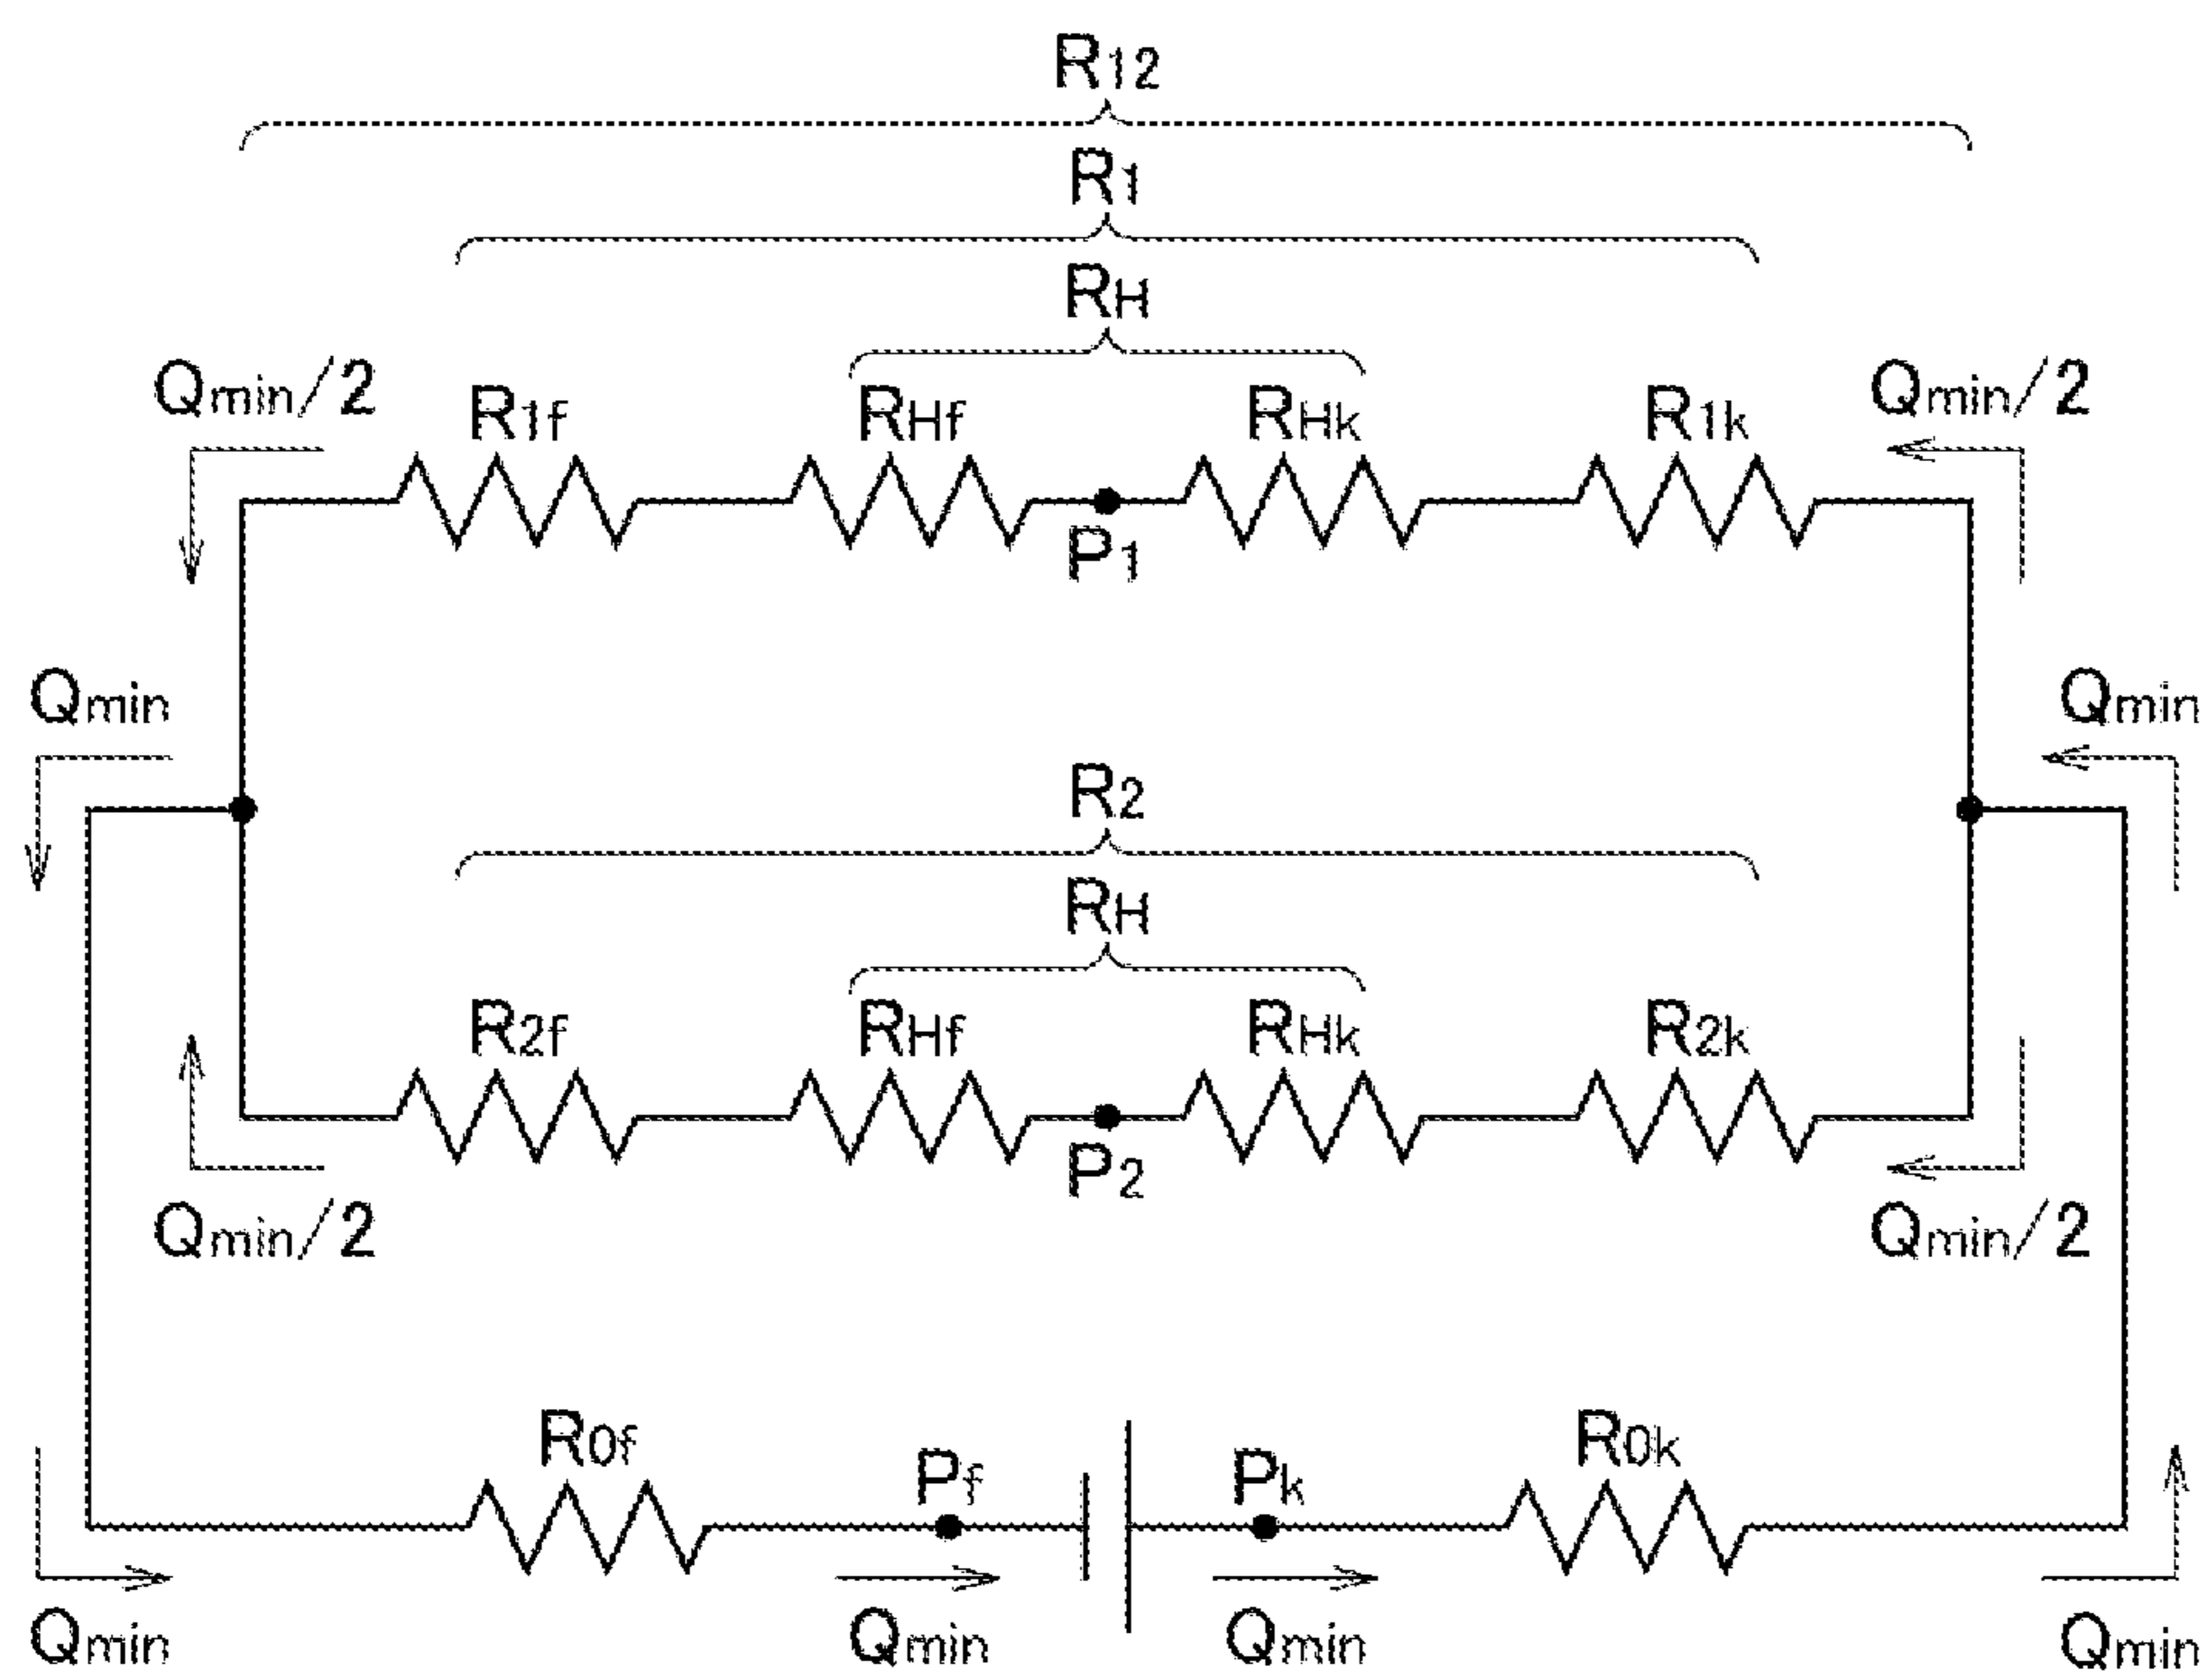 R12
R1
RH
Qmin/2 R1f RHf RHk R1k Qmin/2
P1
Qmin Qmin
R2
RH
R2f RHf RHk R2k
P2
Qmin/2 Qmin/2
R0f Pf Pk R0k
Qmin Qmin Qmin Qmin